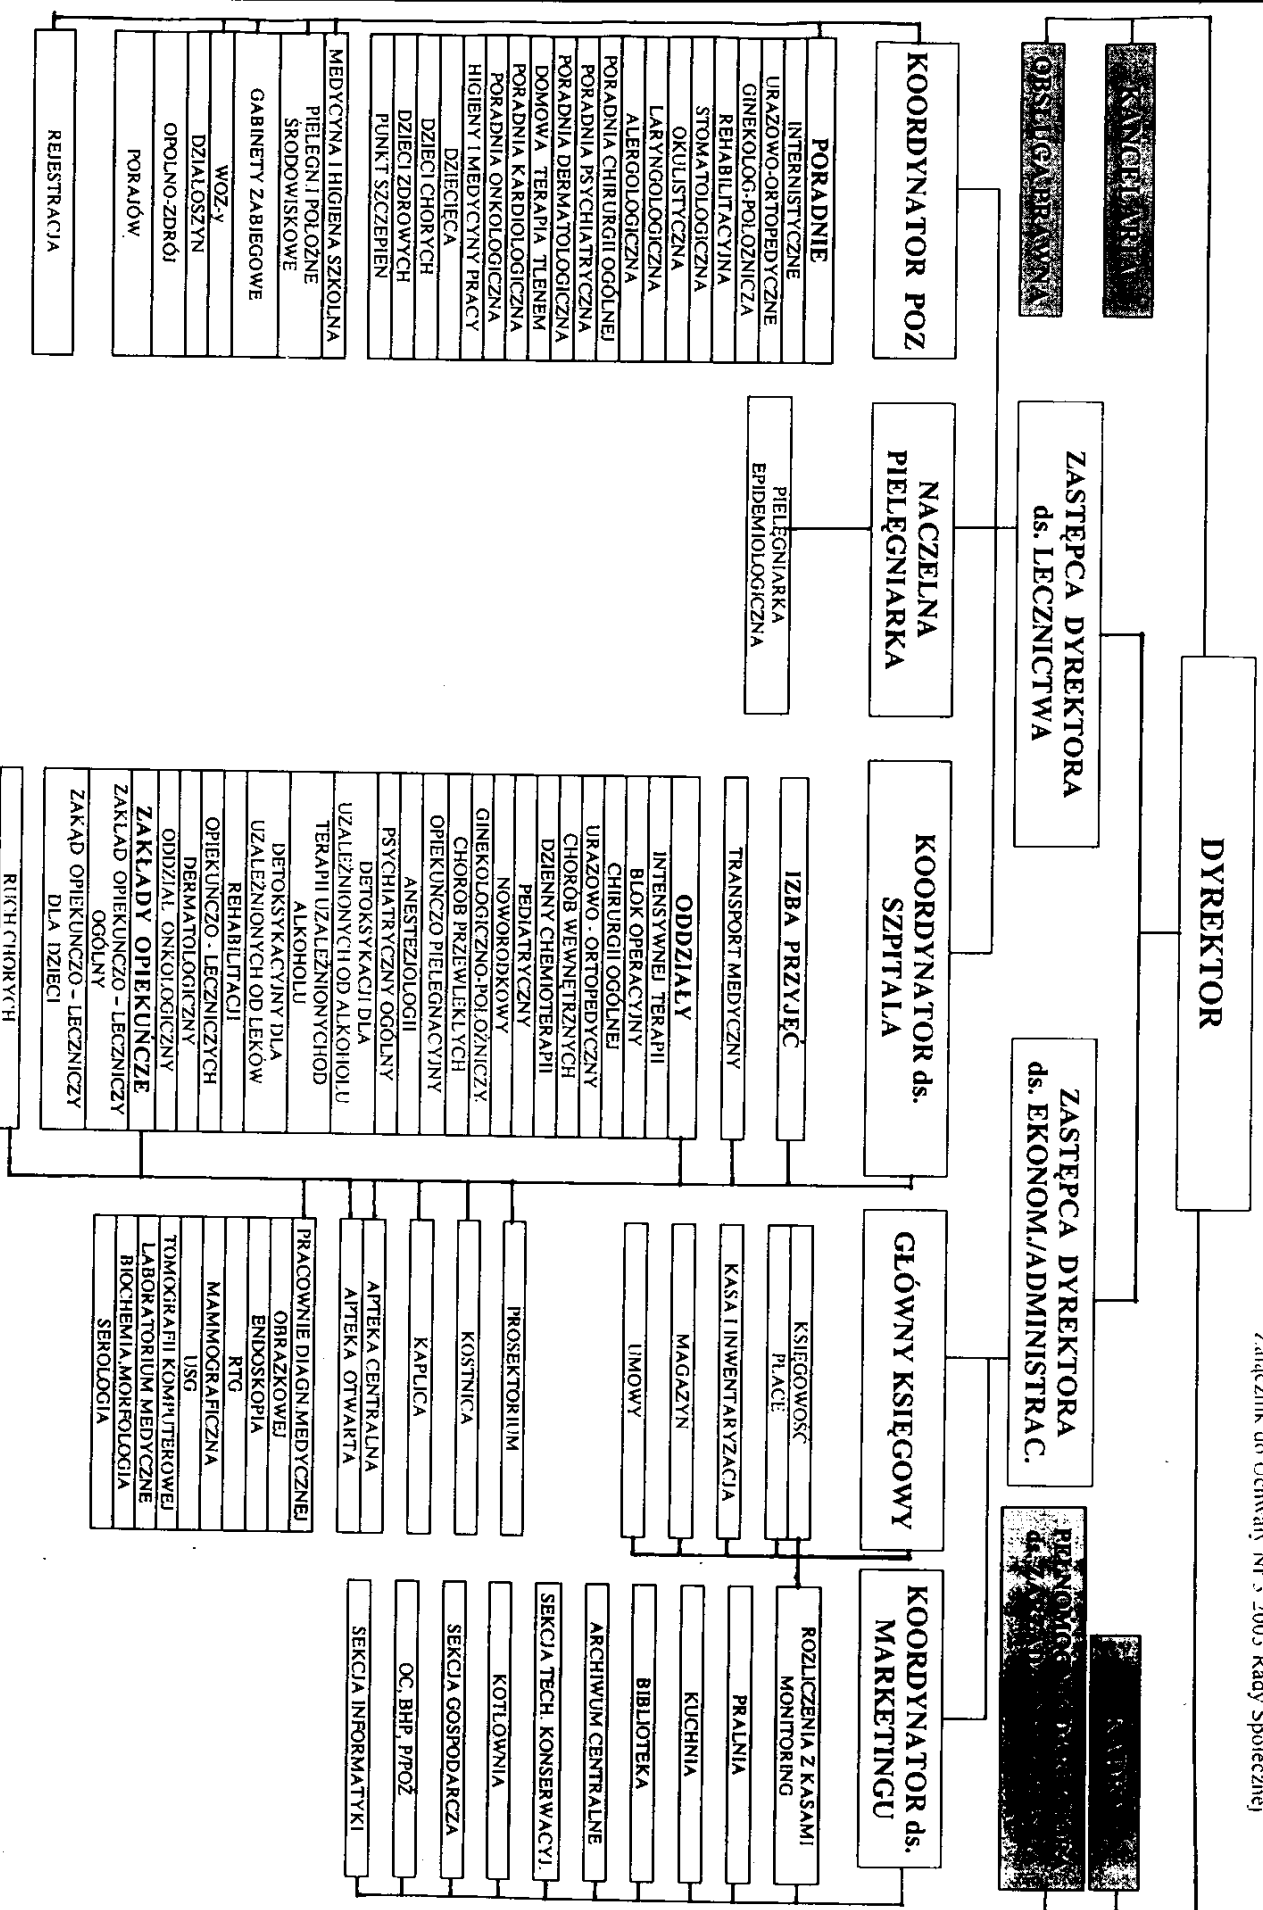 Załącznik do Uchwały Nr 5 2003 Rady Społecznej
DYREKTOR
KANCELARIA
OBSŁUGA PRAWNA
ZASTĘPCA DYREKTORA
ds. LECZNICTWA
ZASTĘPCA DYREKTORA
ds. EKONOM./ADMINISTRAC.
KADRY
KOORDYNATOR POZ
NACZELNA
PIELĘGNIARKA
KOORDYNATOR ds.
SZPITALA
GŁÓWNY KSIĘGOWY
KOORDYNATOR ds.
MARKETINGU
PORADNIE
INTERNISTYCZNE
URAZOWO-ORTOPEDYCZNE
GINEKOLOG-POŁOŻNICZA
REHABILITACYJNA
STOMATOLOGICZNA
OKULISTYCZNA
LARYNGOLOGICZNA
ALERGOLOGICZNA
PORADNIA CHIRURGII OGÓLNEJ
PORADNIA PSYCHIATRYCZNA
PORADNIA DERMATOLOGICZNA
DOMOWA TERAPIA TLENEM
PORADNIA KARDIOLOGICZNA
PORADNIA ONKOLOGICZNA
HIGIENY I MEDYCYNY PRACY
DZIECIĘCA
DZIECI CHORYCH
DZIECI ZDROWYCH
PUNKT SZCZEPIEN
MEDYCYNA I HIGIENA SZKOLNA
PIELEGN.I POŁOŻNE
ŚRODOWISKOWE
GABINETY ZABIEGOWE
WOZ-y
DZIAŁOSZYN
OPOLNO-ZDRÓJ
PORAJÓW
REJESTRACJA
PIELĘGNIARKA
EPIDEMIOLOGICZNA
IZBA PRZYJĘĆ
TRANSPORT MEDYCZNY
ODDZIAŁY
INTENSYWNEJ TERAPII
BLOK OPERACYJNY
CHIRURGII OGÓLNEJ
URAZOWO - ORTOPEDYCZNY
CHORÓB WEWNĘTRZNYCH
DZIENNY CHEMIOTERAPII
PEDIATRYCZNY
NOWORODKOWY
GINEKOLOGICZNO-POŁOŻNICZY.
CHORÓB PRZEWLEKŁYCH
OPIEKUŃCZO PIELEGNACYJNY
ANESTEZJOLOGII
PSYCHIATRYCZNY OGÓLNY
DETOKSYKACJI DLA
UZALEŻNIONYCH OD ALKOHOLU
TERAPII UZALEŻNIONYCHOD
ALKOHOLU
DETOKSYKACYJNY DLA
UZALEŻNIONYCH OD LEKÓW
REHABILITACJI
OPIEKUŃCZO - LECZNICZYCH
DERMATOLOGICZNY
ODDZIAŁ ONKOLOGICZNY
ZAKŁADY OPIEKUŃCZE
ZAKŁAD OPIEKUNCZO - LECZNICZY
OGÓLNY
ZAKĄD OPIEKUŃCZO - LECZNICZY
DLA DZIECI
RUCH CHORYCH
KSIĘGOWOŚĆ
PŁACE
KASA I INWENTARYZACJA
MAGAZYN
UMOWY
PROSEKTORIUM
KOSTNICA
KAPLICA
APTEKA CENTRALNA
APTEKA OTWARTA
PRACOWNIE DIAGN.MEDYCZNEJ
OBRAZKOWEJ
ENDOSKOPIA
RTG
MAMMOGRAFICZNA
USG
TOMOGRAFII KOMPUTEROWEJ
LABORATORIUM MEDYCZNE
BIOCHEMIA,MORFOLOGIA
SEROLOGIA
ROZLICZENIA Z KASAMI
MONITORING
PRALNIA
KUCHNIA
BIBLIOTEKA
ARCHIWUM CENTRALNE
SEKCJA TECH. KONSERWACYJ.
KOTŁOWNIA
SEKCJA GOSPODARCZA
OC, BHP, P/POŻ
SEKCJA INFORMATYKI